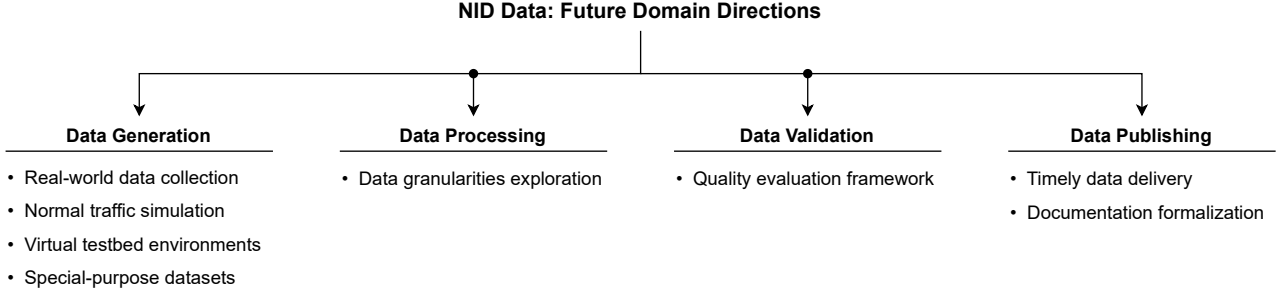 NID Data: Future Domain Directions
Data Generation
• Real-world data collection
• Normal traffic simulation
• Virtual testbed environments
• Special-purpose datasets
Data Processing
• Data granularities exploration
Data Validation
• Quality evaluation framework
Data Publishing
• Timely data delivery
• Documentation formalization